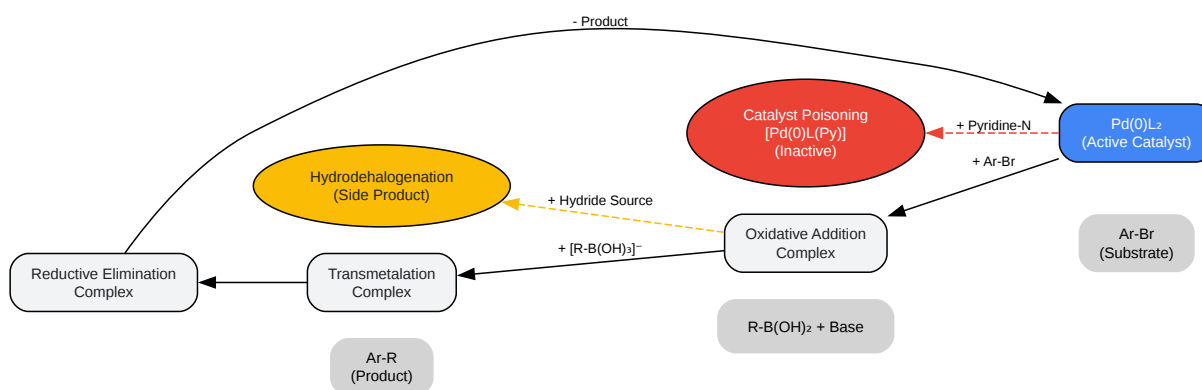 - Product
Catalyst Poisoning
[Pd(0)L(Py)]
(Inactive)
+ Pyridine-N
Pd(0)L₂
(Active Catalyst)
+ Ar-Br
Hydrodehalogenation
(Side Product)
+ Hydride Source
Oxidative Addition
Complex
Ar-Br
(Substrate)
+ [R-B(OH)₃]⁻
Reductive Elimination
Complex
Transmetalation
Complex
R-B(OH)₂ + Base
Ar-R
(Product)